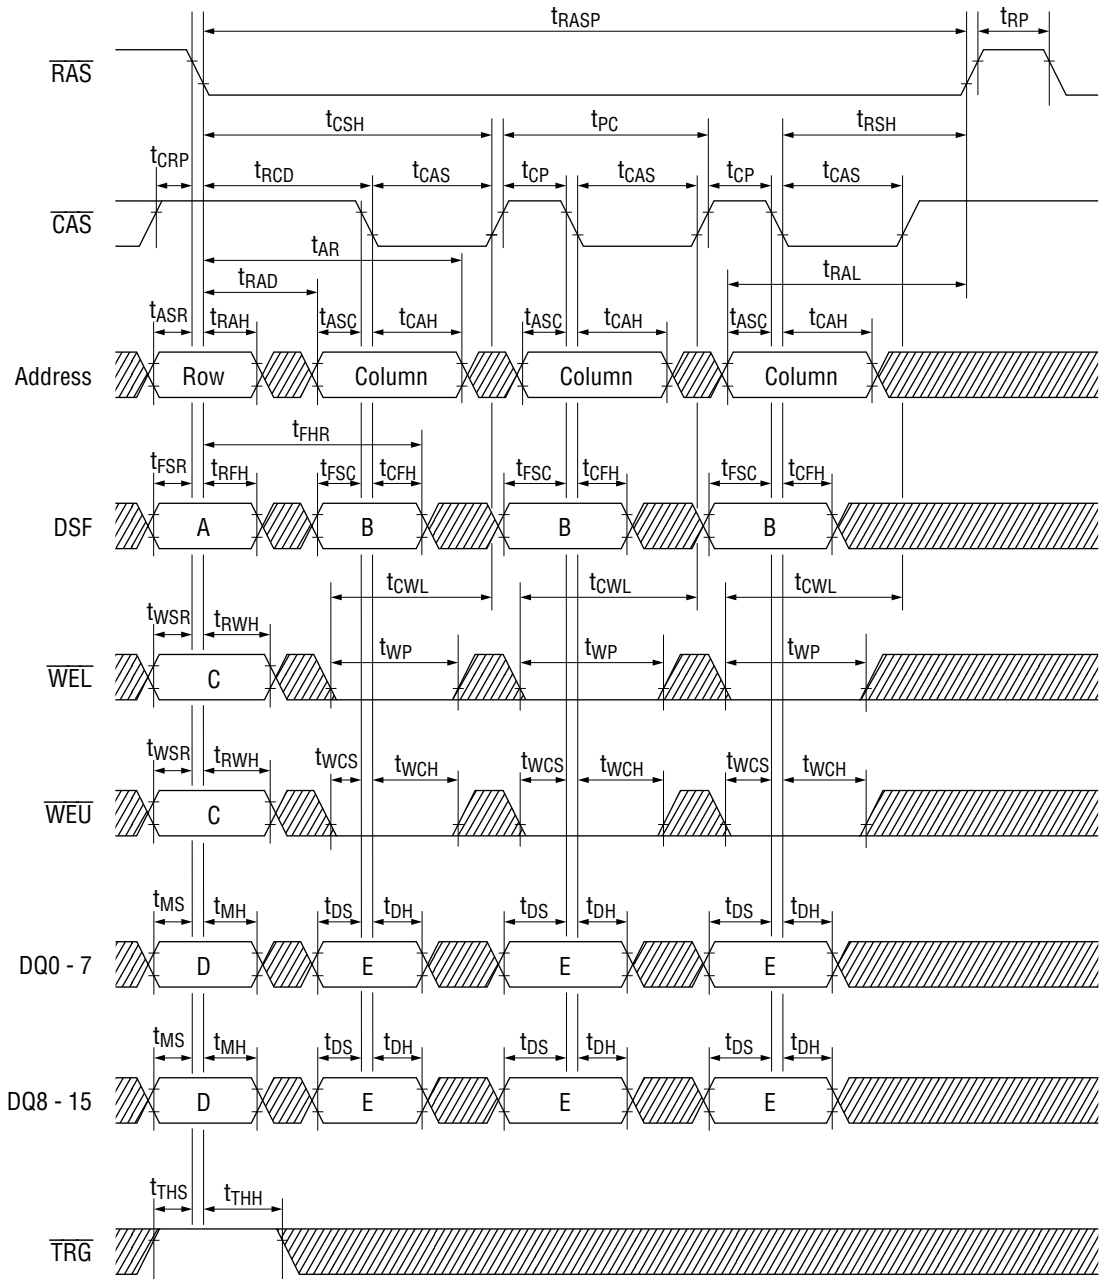 tRASP tRP
RAS
tCSH tPC tRSH
tCRP tRCD tCAS tCP tCAS tCP tCAS
CAS
tAR
tRAD tRAL
tASR tRAH tASC tCAH tASC tCAH tASC tCAH
Address Row Column Column Column
tFHR
tFSR tRFH tFSC tCFH tFSC tCFH tFSC tCFH
DSF A B B B
tCWL tCWL tCWL
tWSR tRWH tWP tWP tWP
WEL C
tWSR tRWH tWCS tWCH tWCS tWCH tWCS tWCH
WEU C
tMS tMH tDS tDH tDS tDH tDS tDH
DQ0 - 7 D E E E
tMS tMH tDS tDH tDS tDH tDS tDH
DQ8 - 15 D E E E
tTHS tTHH
TRG